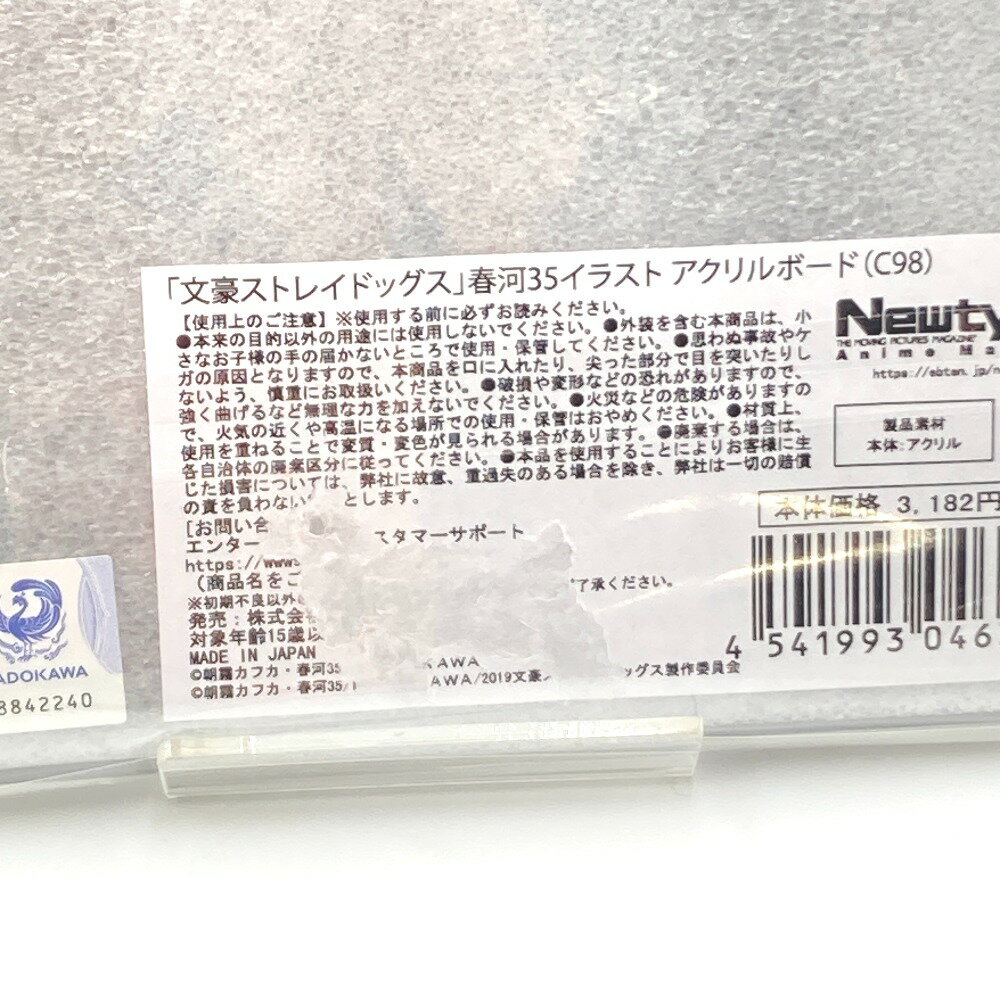 「文豪ストレイドッグス」春河35イラスト アクリルボード(C98)
【使用上のご注意】※使用する前に必ずお読みください。
●本来の目的以外の用途には使用しないでください。●外装を含む本商品は、小
さなお子様の手の届かないところで使用・保管してください。●思わぬ事故やケ
ガの原因となりますので、本商品を口に入れたり、尖った部分で目を突いたりし
ないよう、慎重にお取扱いください。●破損や変形などの恐れがありますので、
強く曲げるなど無理な力を加えないでください。●火災などの危険があります
で、火気の近くや高温になる場所での使用・保管はおやめください。●材質上、
使用を重ねることで変質・変色が見られる場合があります。●廃棄する場合は、
各自治体の廃棄区分に従ってください。●本品を使用することによりお客様に生
じた損害については、弊社に故意、重過失のある場合を除き、弊社は一切の賠償
の責を負わない とします。
[お問い合
エンター スタマーサポート
https://www
(商品名をご 了承ください。
※初期不良以外
発売:株式会
対象年齢15歳以
MADE IN JAPAN
©朝霧カフカ・春河35 KAWA
©朝霧カフカ・春河35/ AWA/2019文豪 ッグス製作委員会
Newty
THE MOVING PICTURES MAGAZINE
Anime Ma
https://ebten.jp/n
製品素材
本体:アクリル
本体価格 3,182円
4 541993 046
ADOKAWA
8842240